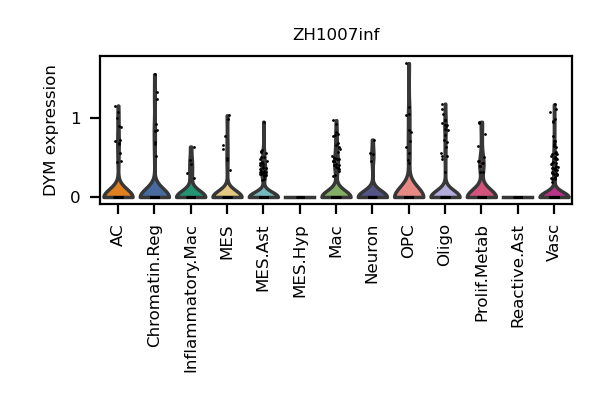 ZH1007inf
DYM expression
1
0
AC
Chromatin.Reg
Inflammatory.Mac
MES
MES.Ast
MES.Hyp
Mac
Neuron
OPC
Oligo
Prolif.Metab
Reactive.Ast
Vasc